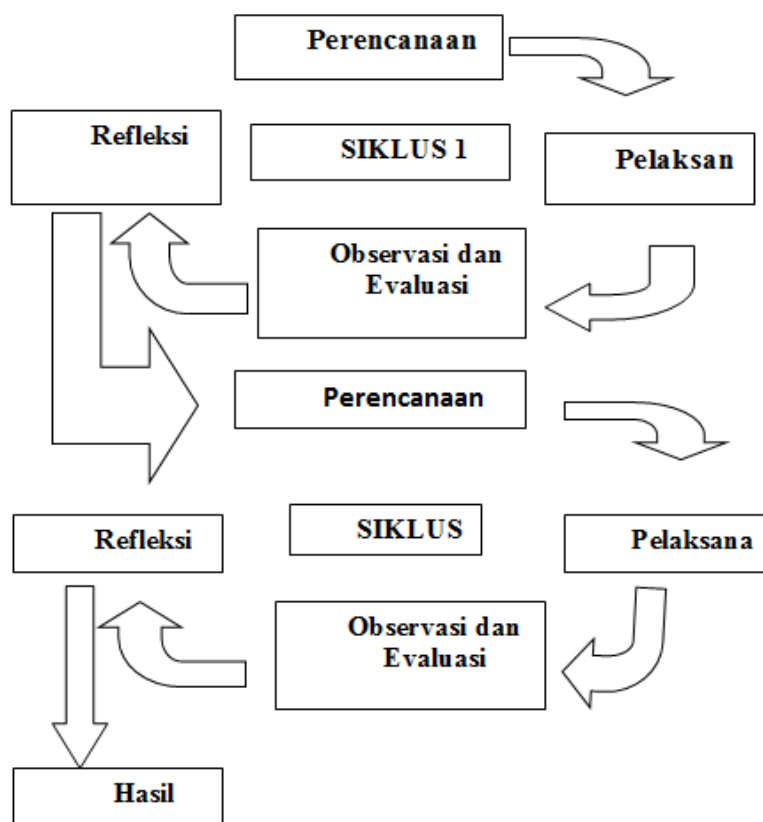 Perencanaan
Refleksi
SIKLUS 1
Pelaksan
Observasi dan
Evaluasi
Perencanaan
Refleksi
SIKLUS
Pelaksana
Observasi dan
Evaluasi
Hasil